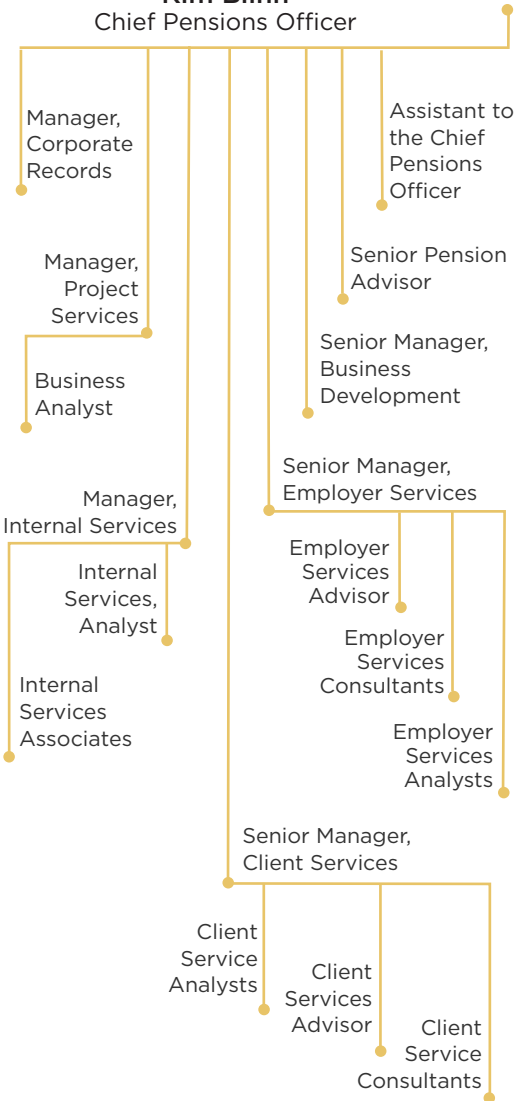 Chief Pensions Officer
Manager,
Corporate
Records
Assistant to
the Chief
Pensions
Officer
Manager,
Project
Services
Senior Pension
Advisor
Business
Analyst
Senior Manager,
Business
Development
Manager,
Internal Services
Senior Manager,
Employer Services
Internal
Services,
Analyst
Employer
Services
Advisor
Internal
Services
Associates
Employer
Services
Consultants
Employer
Services
Analysts
Senior Manager,
Client Services
Client
Service
Analysts
Client
Services
Advisor
Client
Service
Consultants